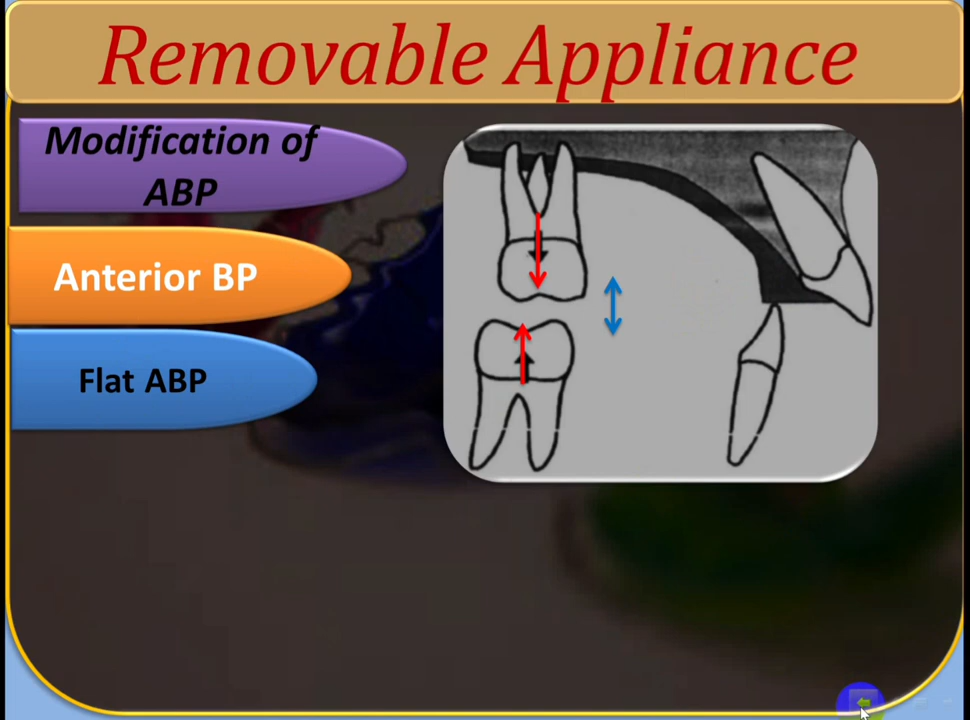 Removable Appliance
Modification of
ABP
Anterior BP
Flat ABP